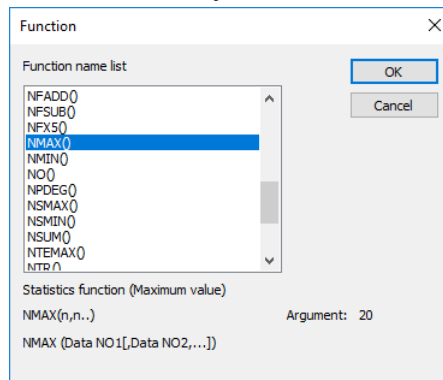 Function
Function name list
OK
NFADD()
NFSUB()
Cancel
NFX5()
NMAX()
NMIN()
NO()
NPDEG()
NSMAX()
NSMIN()
NSUM()
NTEMAX()
NTR()
Statistics function (Maximum value)
NMAX(n,n..) Argument: 20
NMAX (Data NO1[,Data NO2,...])